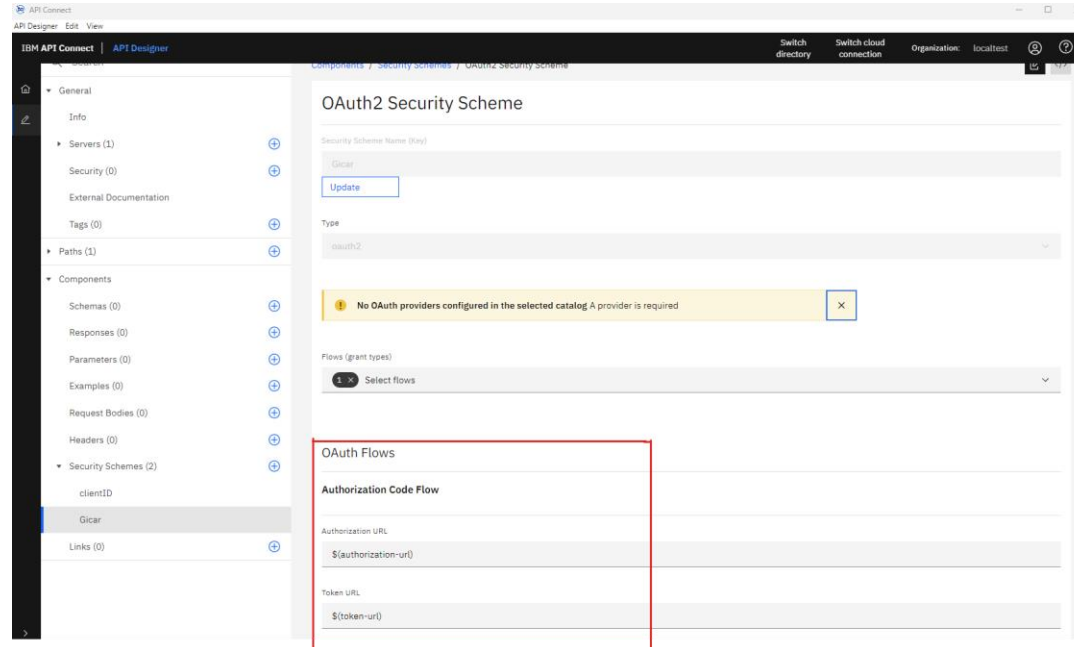 API Connect
API Designer Edit View
IBM API Connect | API Designer
Switch directory
Switch cloud connection
Organization: localtest
Search
Components / Security Schemes / OAuth2 Security Scheme
General
Info
Servers (1)
Security (0)
External Documentation
Tags (0)
Paths (1)
Components
Schemas (0)
Responses (0)
Parameters (0)
Examples (0)
Request Bodies (0)
Headers (0)
Security Schemes (2)
clientID
Gicar
Links (0)
OAuth2 Security Scheme
Security Scheme Name (Key)
Gicar
Update
Type
oauth2
No OAuth providers configured in the selected catalog A provider is required
Flows (grant types)
1 × Select flows
OAuth Flows
Authorization Code Flow
Authorization URL
$(authorization-url)
Token URL
$(token-url)